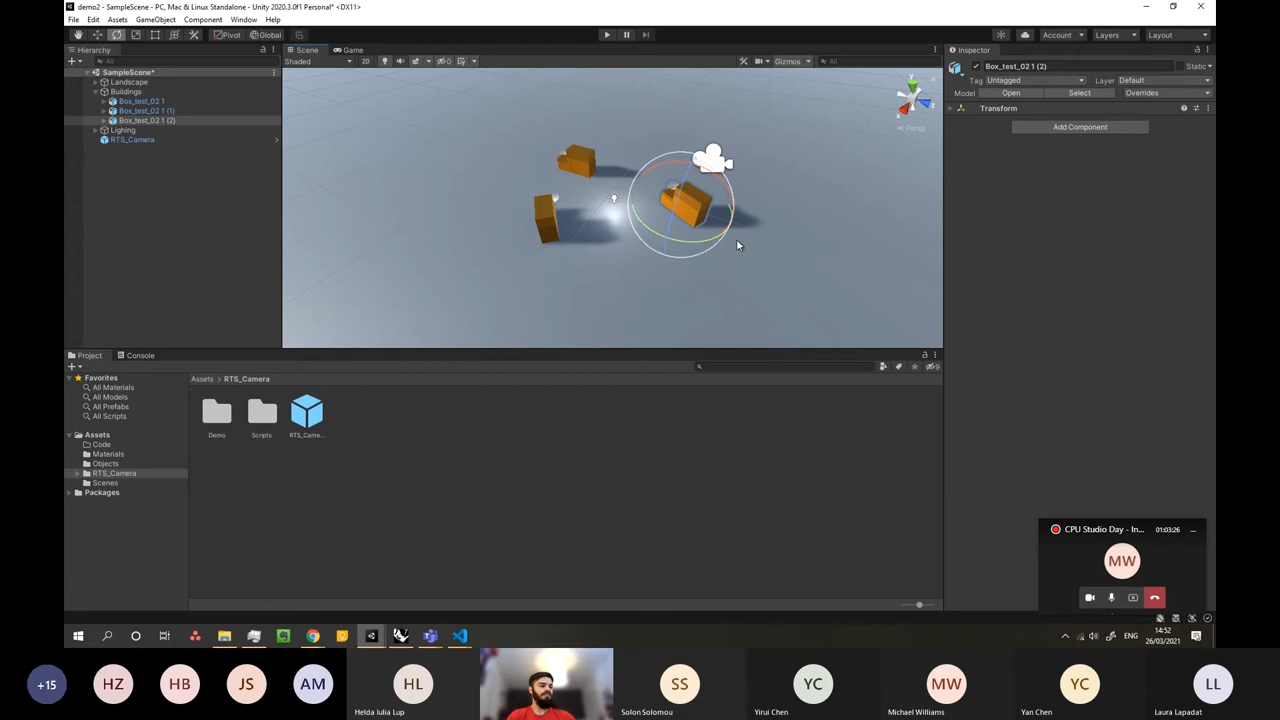 demo2 - SampleScene - PC, Mac & Linux Standalone - Unity 2020.3.0f1 Personal* <DX11>
File Edit Assets GameObject Component Window Help
Pivot Global Account Layers Layout
Hierarchy
All
SampleScene*
Landscape
Buildings
Box_test_02 1
Box_test_02 1 (1)
Box_test_02 1 (2)
Lighing
RTS_Camera
Scene Game
Shaded 2D 0 Gizmos All
y
x
z
Persp
Inspector
Box_test_02 1 (2) Static
Tag Untagged Layer Default
Model Open Select Overrides
Transform
Add Component
Project Console
9
Favorites
All Materials
All Models
All Prefabs
All Scripts
Assets
Code
Materials
Objects
RTS_Camera
Scenes
Packages
Assets > RTS_Camera
Demo Scripts RTS_Came...
CPU Studio Day - In... 01:03:26
MW
ENG
14:52
26/03/2021
+15 HZ HB JS AM HL SS YC MW YC LL
Helda Iulia Lup Solon Solomou Yirui Chen Michael Williams Yan Chen Laura Lapadat